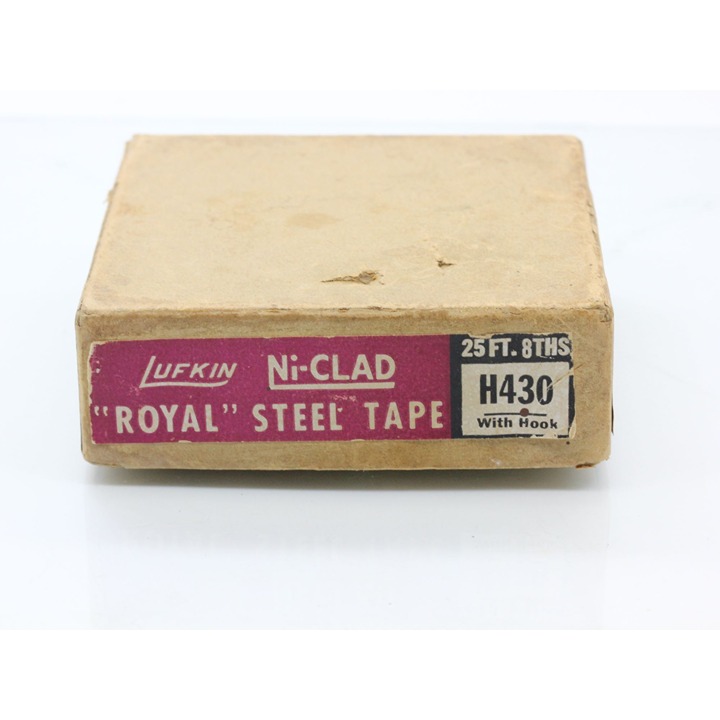 LUFKIN Ni-CLAD
"ROYAL" STEEL TAPE
25 FT. 8THS
H430
With Hook